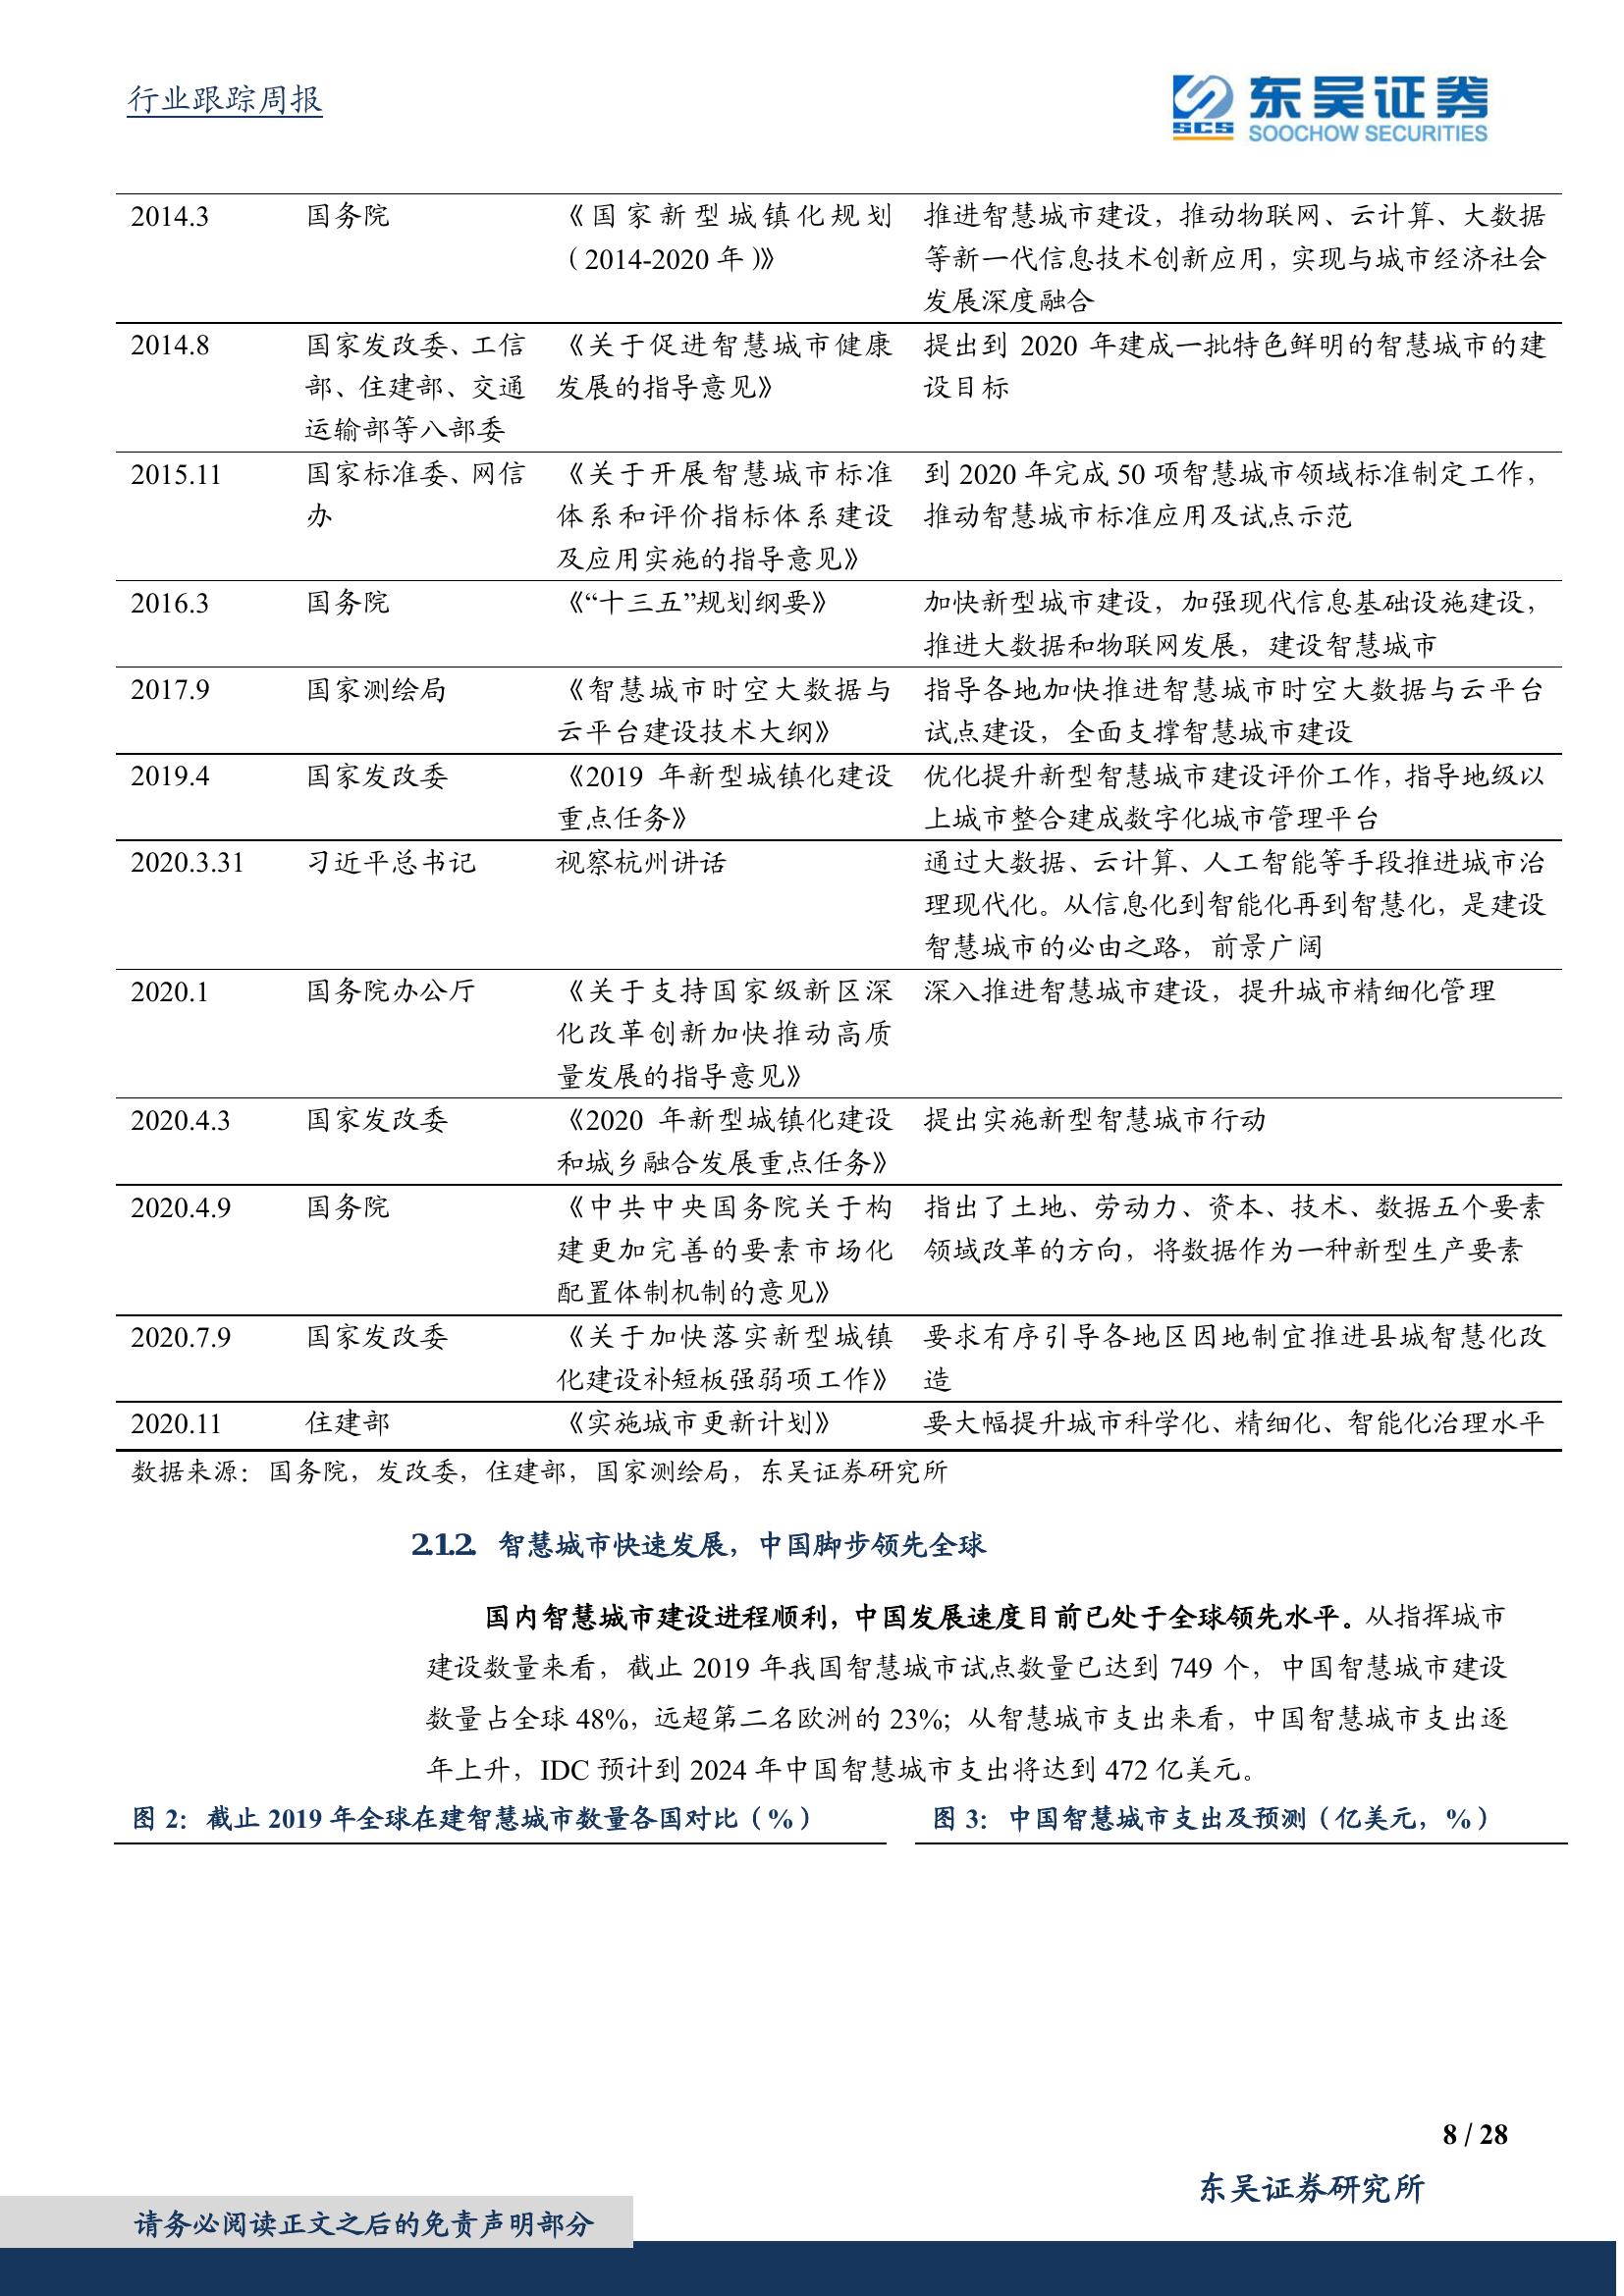 行业跟踪周报
SCS 东吴证券
SOOCHOW SECURITIES
2014.3 国务院 《国家新型城镇化规划 推进智慧城市建设，推动物联网、云计算、大数据
（2014-2020 年）》 等新一代信息技术创新应用，实现与城市经济社会
发展深度融合
2014.8 国家发改委、工信 《关于促进智慧城市健康 提出到 2020 年建成一批特色鲜明的智慧城市的建
部、住建部、交通 发展的指导意见》 设目标
运输部等八部委
2015.11 国家标准委、网信 《关于开展智慧城市标准 到 2020 年完成 50 项智慧城市领域标准制定工作，
办 体系和评价指标体系建设 推动智慧城市标准应用及试点示范
及应用实施的指导意见》
2016.3 国务院 《“十三五”规划纲要》 加快新型城市建设，加强现代信息基础设施建设，
推进大数据和物联网发展，建设智慧城市
2017.9 国家测绘局 《智慧城市时空大数据与 指导各地加快推进智慧城市时空大数据与云平台
云平台建设技术大纲》 试点建设，全面支撑智慧城市建设
2019.4 国家发改委 《2019 年新型城镇化建设 优化提升新型智慧城市建设评价工作，指导地级以
重点任务》 上城市整合建成数字化城市管理平台
2020.3.31 习近平总书记 视察杭州讲话 通过大数据、云计算、人工智能等手段推进城市治
理现代化。从信息化到智能化再到智慧化，是建设
智慧城市的必由之路，前景广阔
2020.1 国务院办公厅 《关于支持国家级新区深 深入推进智慧城市建设，提升城市精细化管理
化改革创新加快推动高质
量发展的指导意见》
2020.4.3 国家发改委 《2020 年新型城镇化建设 提出实施新型智慧城市行动
和城乡融合发展重点任务》
2020.4.9 国务院 《中共中央国务院关于构 指出了土地、劳动力、资本、技术、数据五个要素
建更加完善的要素市场化 领域改革的方向，将数据作为一种新型生产要素
配置体制机制的意见》
2020.7.9 国家发改委 《关于加快落实新型城镇 要求有序引导各地区因地制宜推进县城智慧化改
化建设补短板强弱项工作》 造
2020.11 住建部 《实施城市更新计划》 要大幅提升城市科学化、精细化、智能化治理水平
数据来源：国务院，发改委，住建部，国家测绘局，东吴证券研究所
2.1.2. 智慧城市快速发展，中国脚步领先全球
国内智慧城市建设进程顺利，中国发展速度目前已处于全球领先水平。从指挥城市
建设数量来看，截止 2019 年我国智慧城市试点数量已达到 749 个，中国智慧城市建设
数量占全球 48%，远超第二名欧洲的 23%；从智慧城市支出来看，中国智慧城市支出逐
年上升，IDC 预计到 2024 年中国智慧城市支出将达到 472 亿美元。
图 2：截止 2019 年全球在建智慧城市数量各国对比（%） 图 3：中国智慧城市支出及预测（亿美元，%）
8 / 28
东吴证券研究所
请务必阅读正文之后的免责声明部分